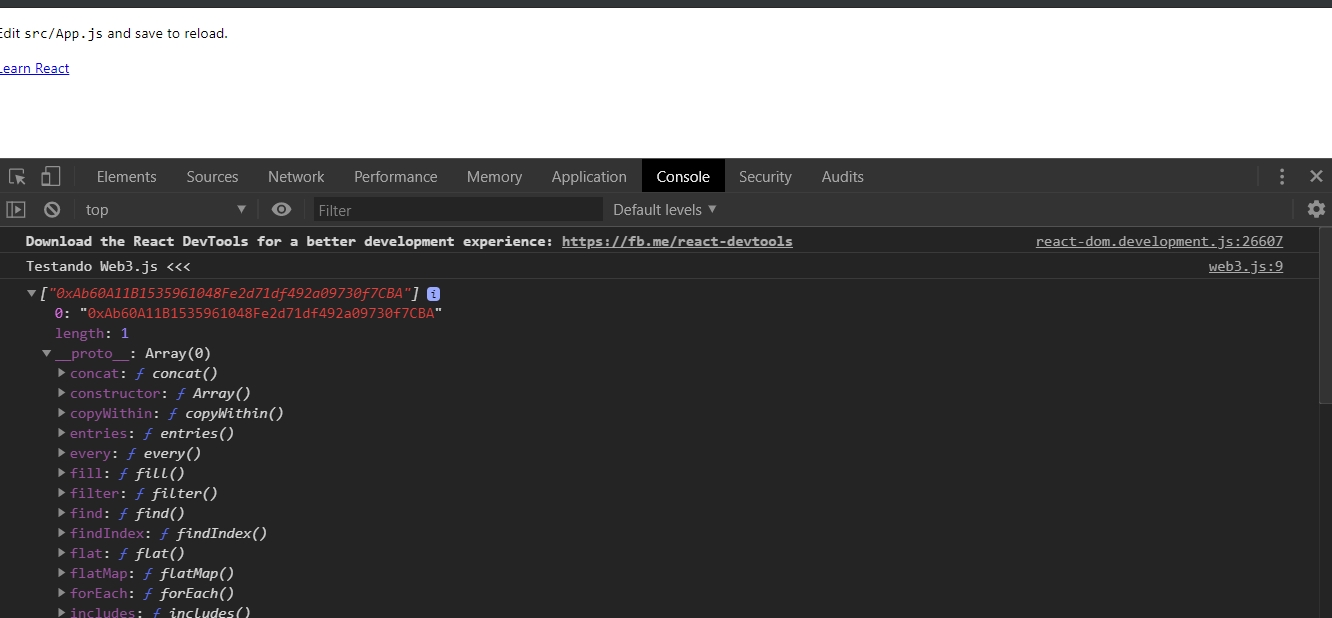 Edit src/App.js and save to reload.
Learn React
Elements Sources Network Performance Memory Application Console Security Audits
top Filter Default levels
Download the React DevTools for a better development experience: https://fb.me/react-devtools react-dom.development.js:26607
Testando Web3.js <<< web3.js:9
["0xAb60A11B1535961048Fe2d71df492a09730f7CBA"] i
0: "0xAb60A11B1535961048Fe2d71df492a09730f7CBA"
length: 1
__proto__: Array(0)
concat: ƒ concat()
constructor: ƒ Array()
copyWithin: ƒ copyWithin()
entries: ƒ entries()
every: ƒ every()
fill: ƒ fill()
filter: ƒ filter()
find: ƒ find()
findIndex: ƒ findIndex()
flat: ƒ flat()
flatMap: ƒ flatMap()
forEach: ƒ forEach()
includes: ƒ includes()